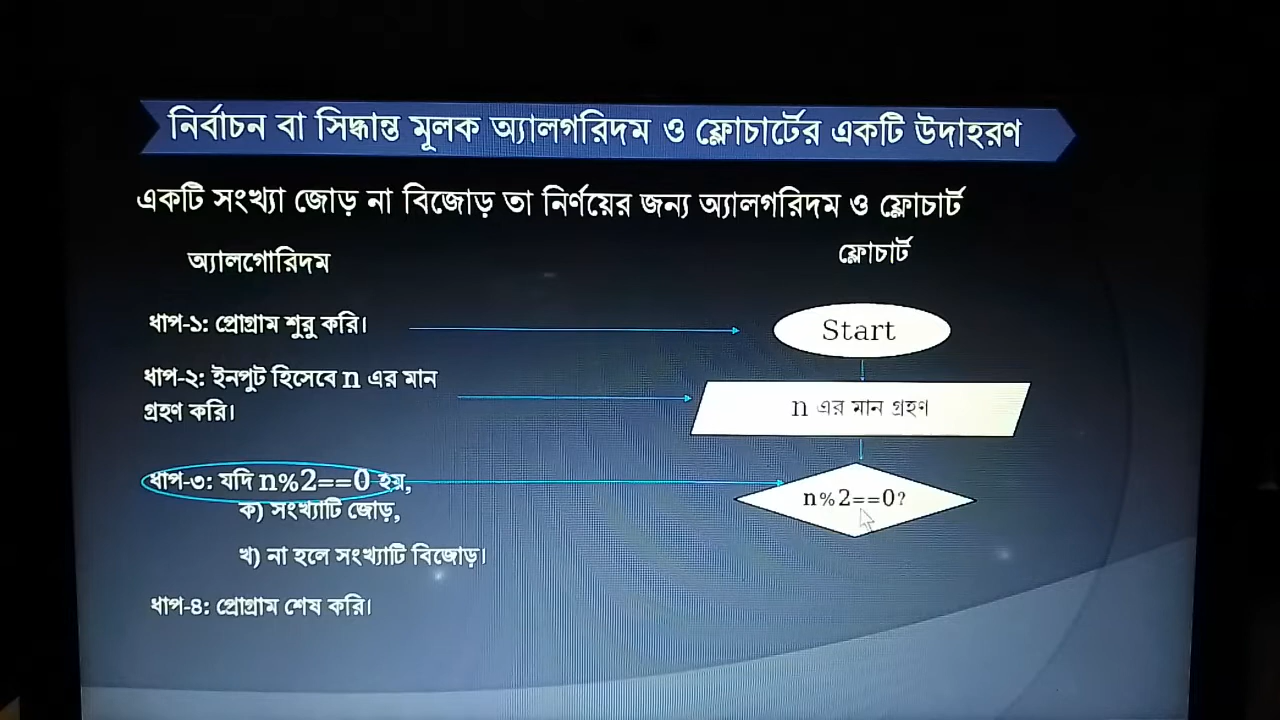 নির্বাচন বা সিদ্ধান্ত মূলক অ্যালগরিদম ও ফ্লোচার্টের একটি উদাহরণ
একটি সংখ্যা জোড় না বিজোড় তা নির্ণয়ের জন্য অ্যালগরিদম ও ফ্লোচার্ট
অ্যালগোরিদম
ধাপ-১: প্রোগ্রাম শুরু করি।
ধাপ-২: ইনপুট হিসেবে n এর মান
গ্রহণ করি।
ধাপ-৩: যদি n%2==0 হয়,
ক) সংখ্যাটি জোড়,
খ) না হলে সংখ্যাটি বিজোড়।
ধাপ-৪: প্রোগ্রাম শেষ করি।
ফ্লোচার্ট
Start
n এর মান গ্রহণ
n%2==0?